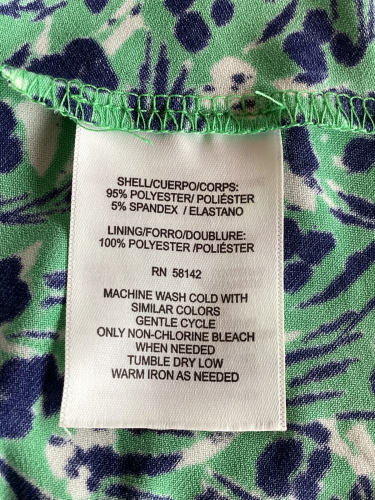 SHELL/CUERPO/CORPS:
95% POLYESTER/ POLIÉSTER
5% SPANDEX / ELASTANO
LINING/FORRO/DOUBLURE:
100% POLYESTER /POLIÉSTER
RN 58142
MACHINE WASH COLD WITH
SIMILAR COLORS
GENTLE CYCLE
ONLY NON-CHLORINE BLEACH
WHEN NEEDED
TUMBLE DRY LOW
WARM IRON AS NEEDED